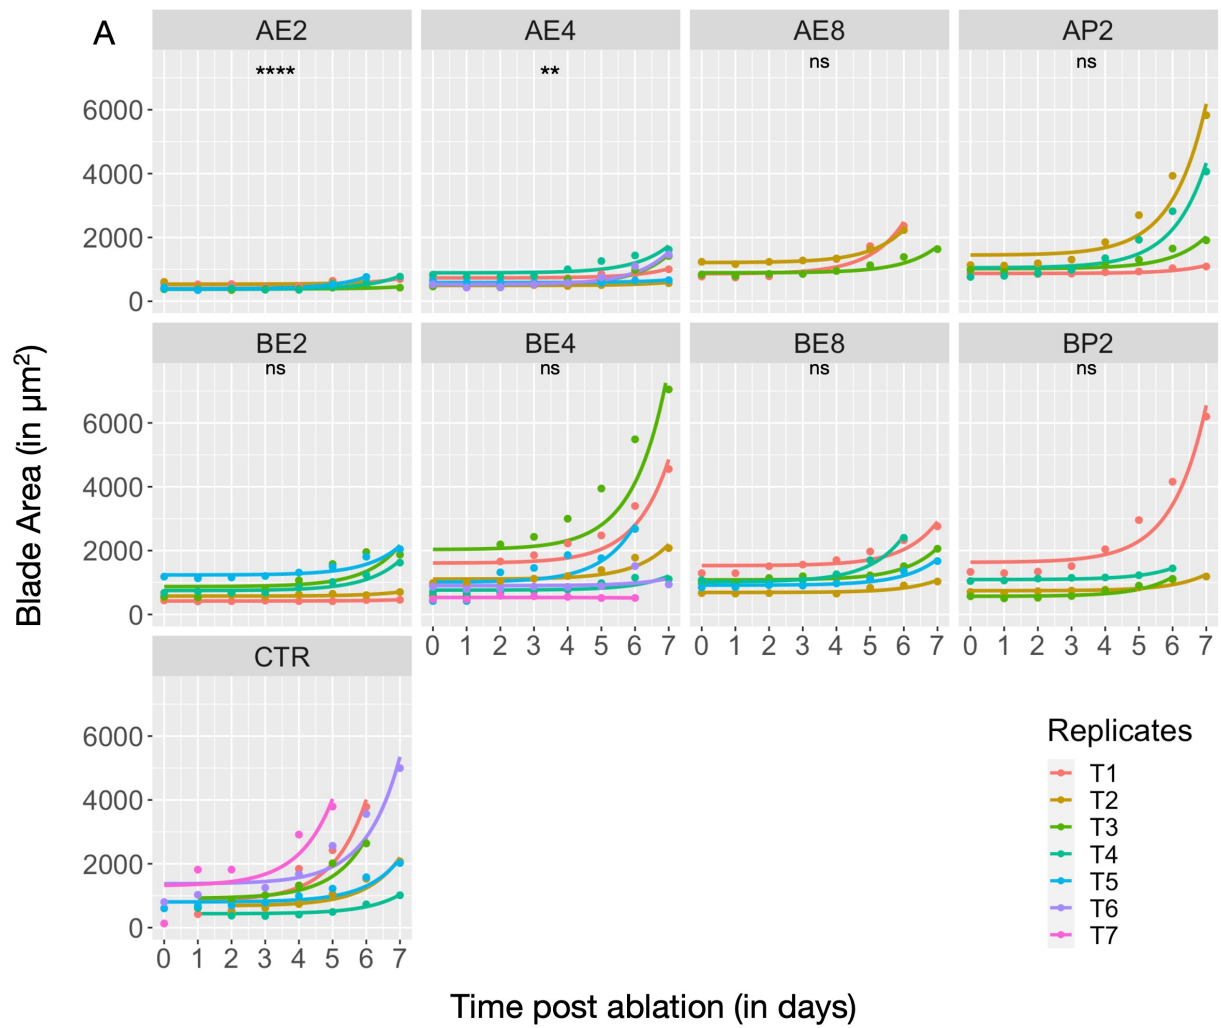 A
AE2 AE4 AE8 AP2
**** ** ns ns
6000
4000
2000
0
BE2 BE4 BE8 BP2
ns ns ns ns
6000
4000
2000
0
0 1 2 3 4 5 6 7 0 1 2 3 4 5 6 7 0 1 2 3 4 5 6 7
CTR
6000
4000
2000
0
0 1 2 3 4 5 6 7
Blade Area (in µm²)
Time post ablation (in days)
Replicates
T1
T2
T3
T4
T5
T6
T7